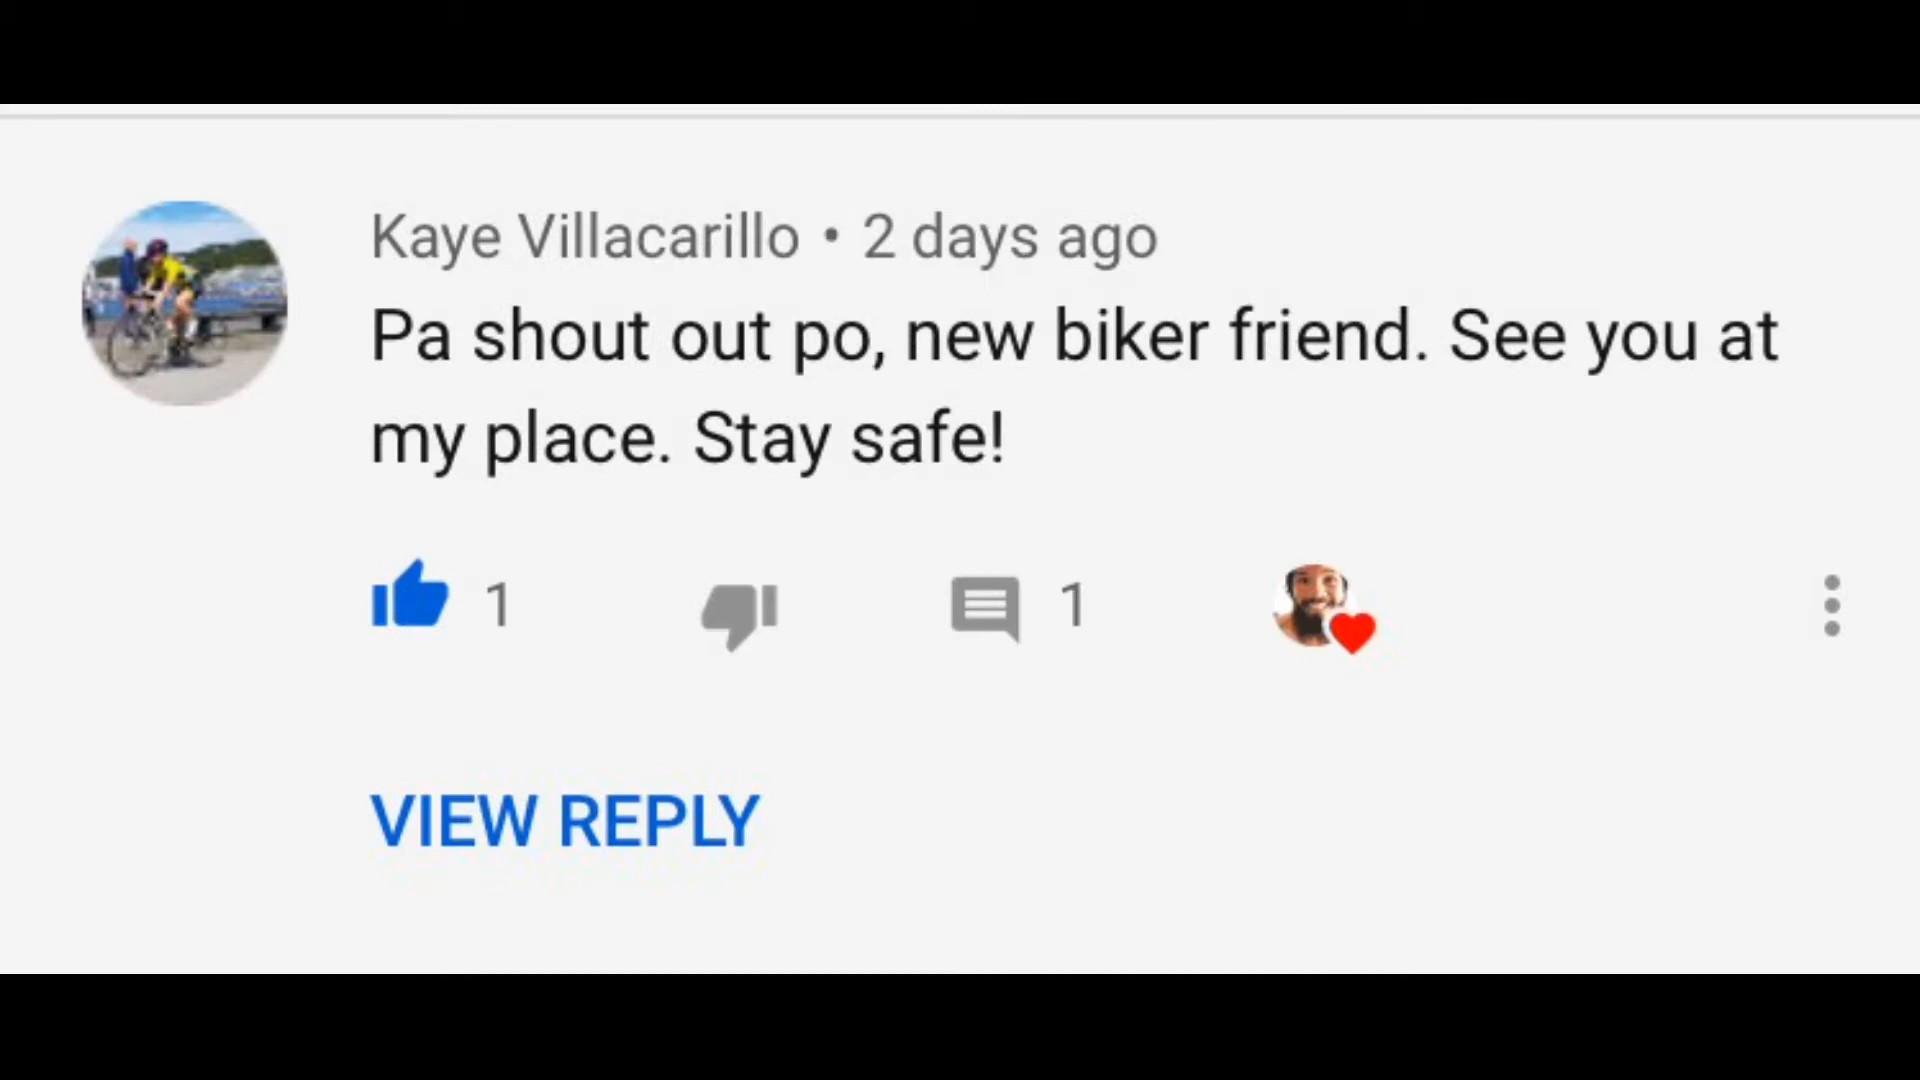 Kaye Villacarillo • 2 days ago
Pa shout out po, new biker friend. See you at
my place. Stay safe!
1
1
VIEW REPLY